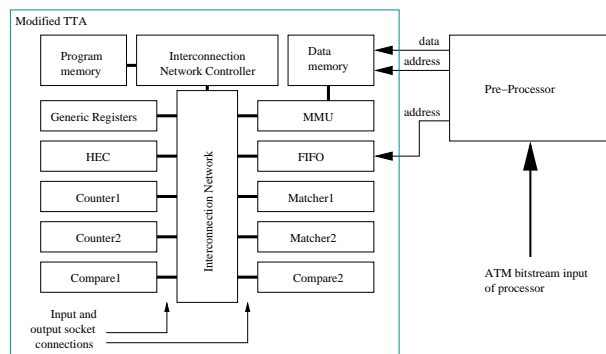 Modified TTA
Program
memory
Interconnection
Network Controller
Data
memory
data
address
Pre–Processor
Generic Registers
MMU
address
HEC
FIFO
Interconnection Network
Counter1
Matcher1
Counter2
Matcher2
Compare1
Compare2
ATM bitstream input
of processor
Input and
output socket
connections